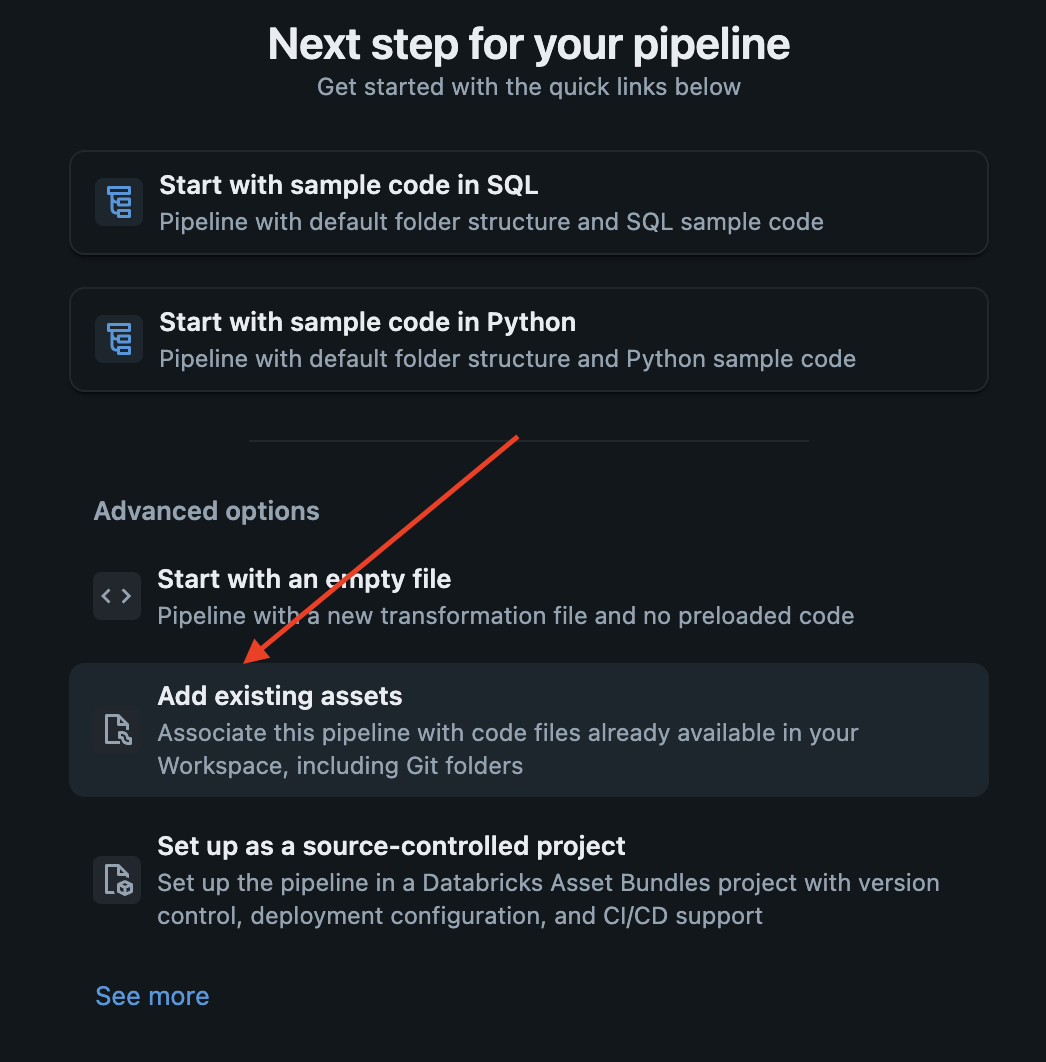 Next step for your pipeline
Get started with the quick links below
Start with sample code in SQL
Pipeline with default folder structure and SQL sample code
Start with sample code in Python
Pipeline with default folder structure and Python sample code
Advanced options
Start with an empty file
Pipeline with a new transformation file and no preloaded code
Add existing assets
Associate this pipeline with code files already available in your
Workspace, including Git folders
Set up as a source-controlled project
Set up the pipeline in a Databricks Asset Bundles project with version
control, deployment configuration, and CI/CD support
See more